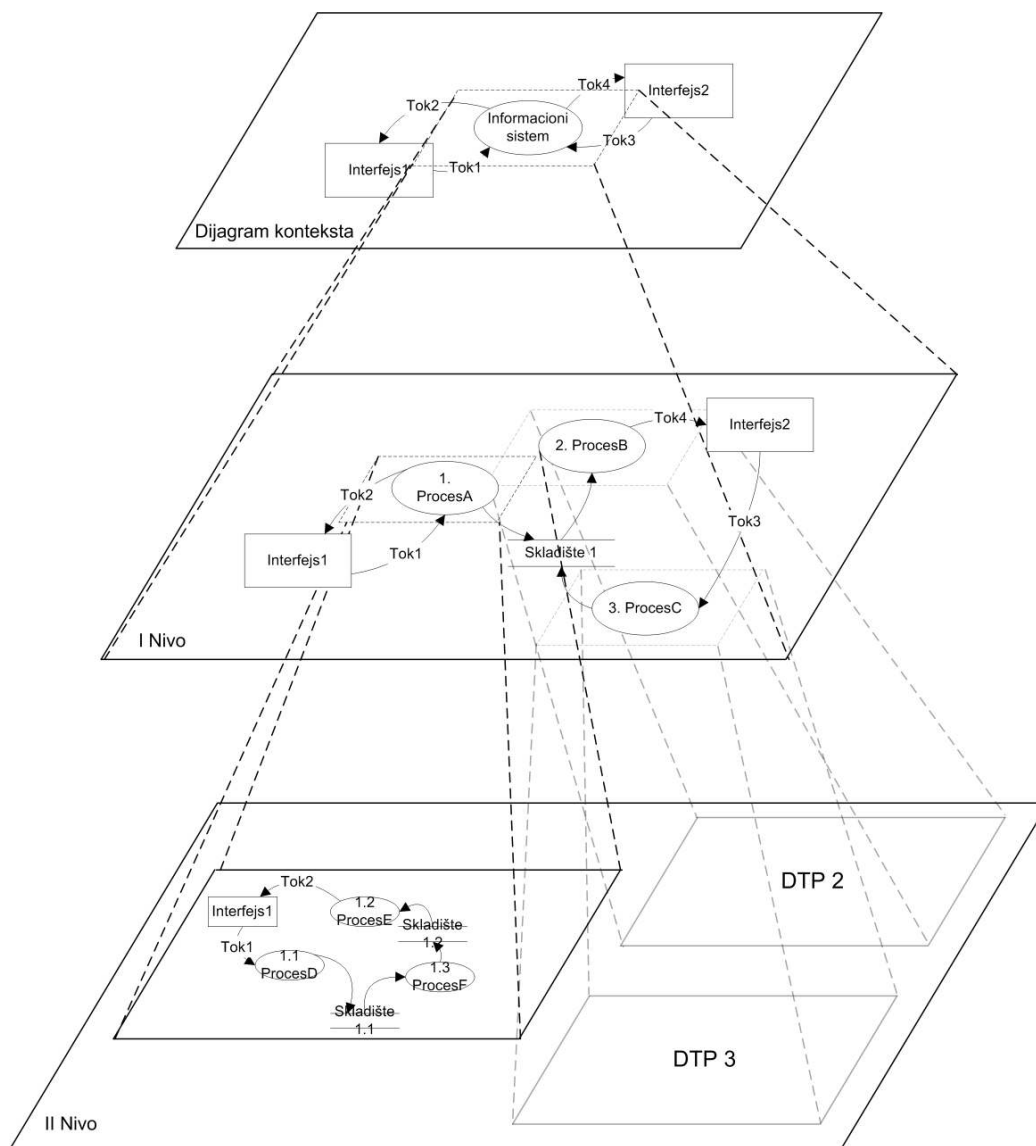 Tok4
Interfejs2
Tok2
Informacioni
sistem
Tok3
Interfejs1
Tok1
Dijagram konteksta
Tok4
Interfejs2
2. ProcesB
1.
ProcesA
Tok2
Tok3
Interfejs1
Tok1
Skladište 1
3. ProcesC
I Nivo
DTP 2
Tok2
1.2
ProcesE
Interfejs1
Skladište
1.2
Tok1
1.1
ProcesD
1.3
ProcesF
Skladište
1.1
DTP 3
II Nivo